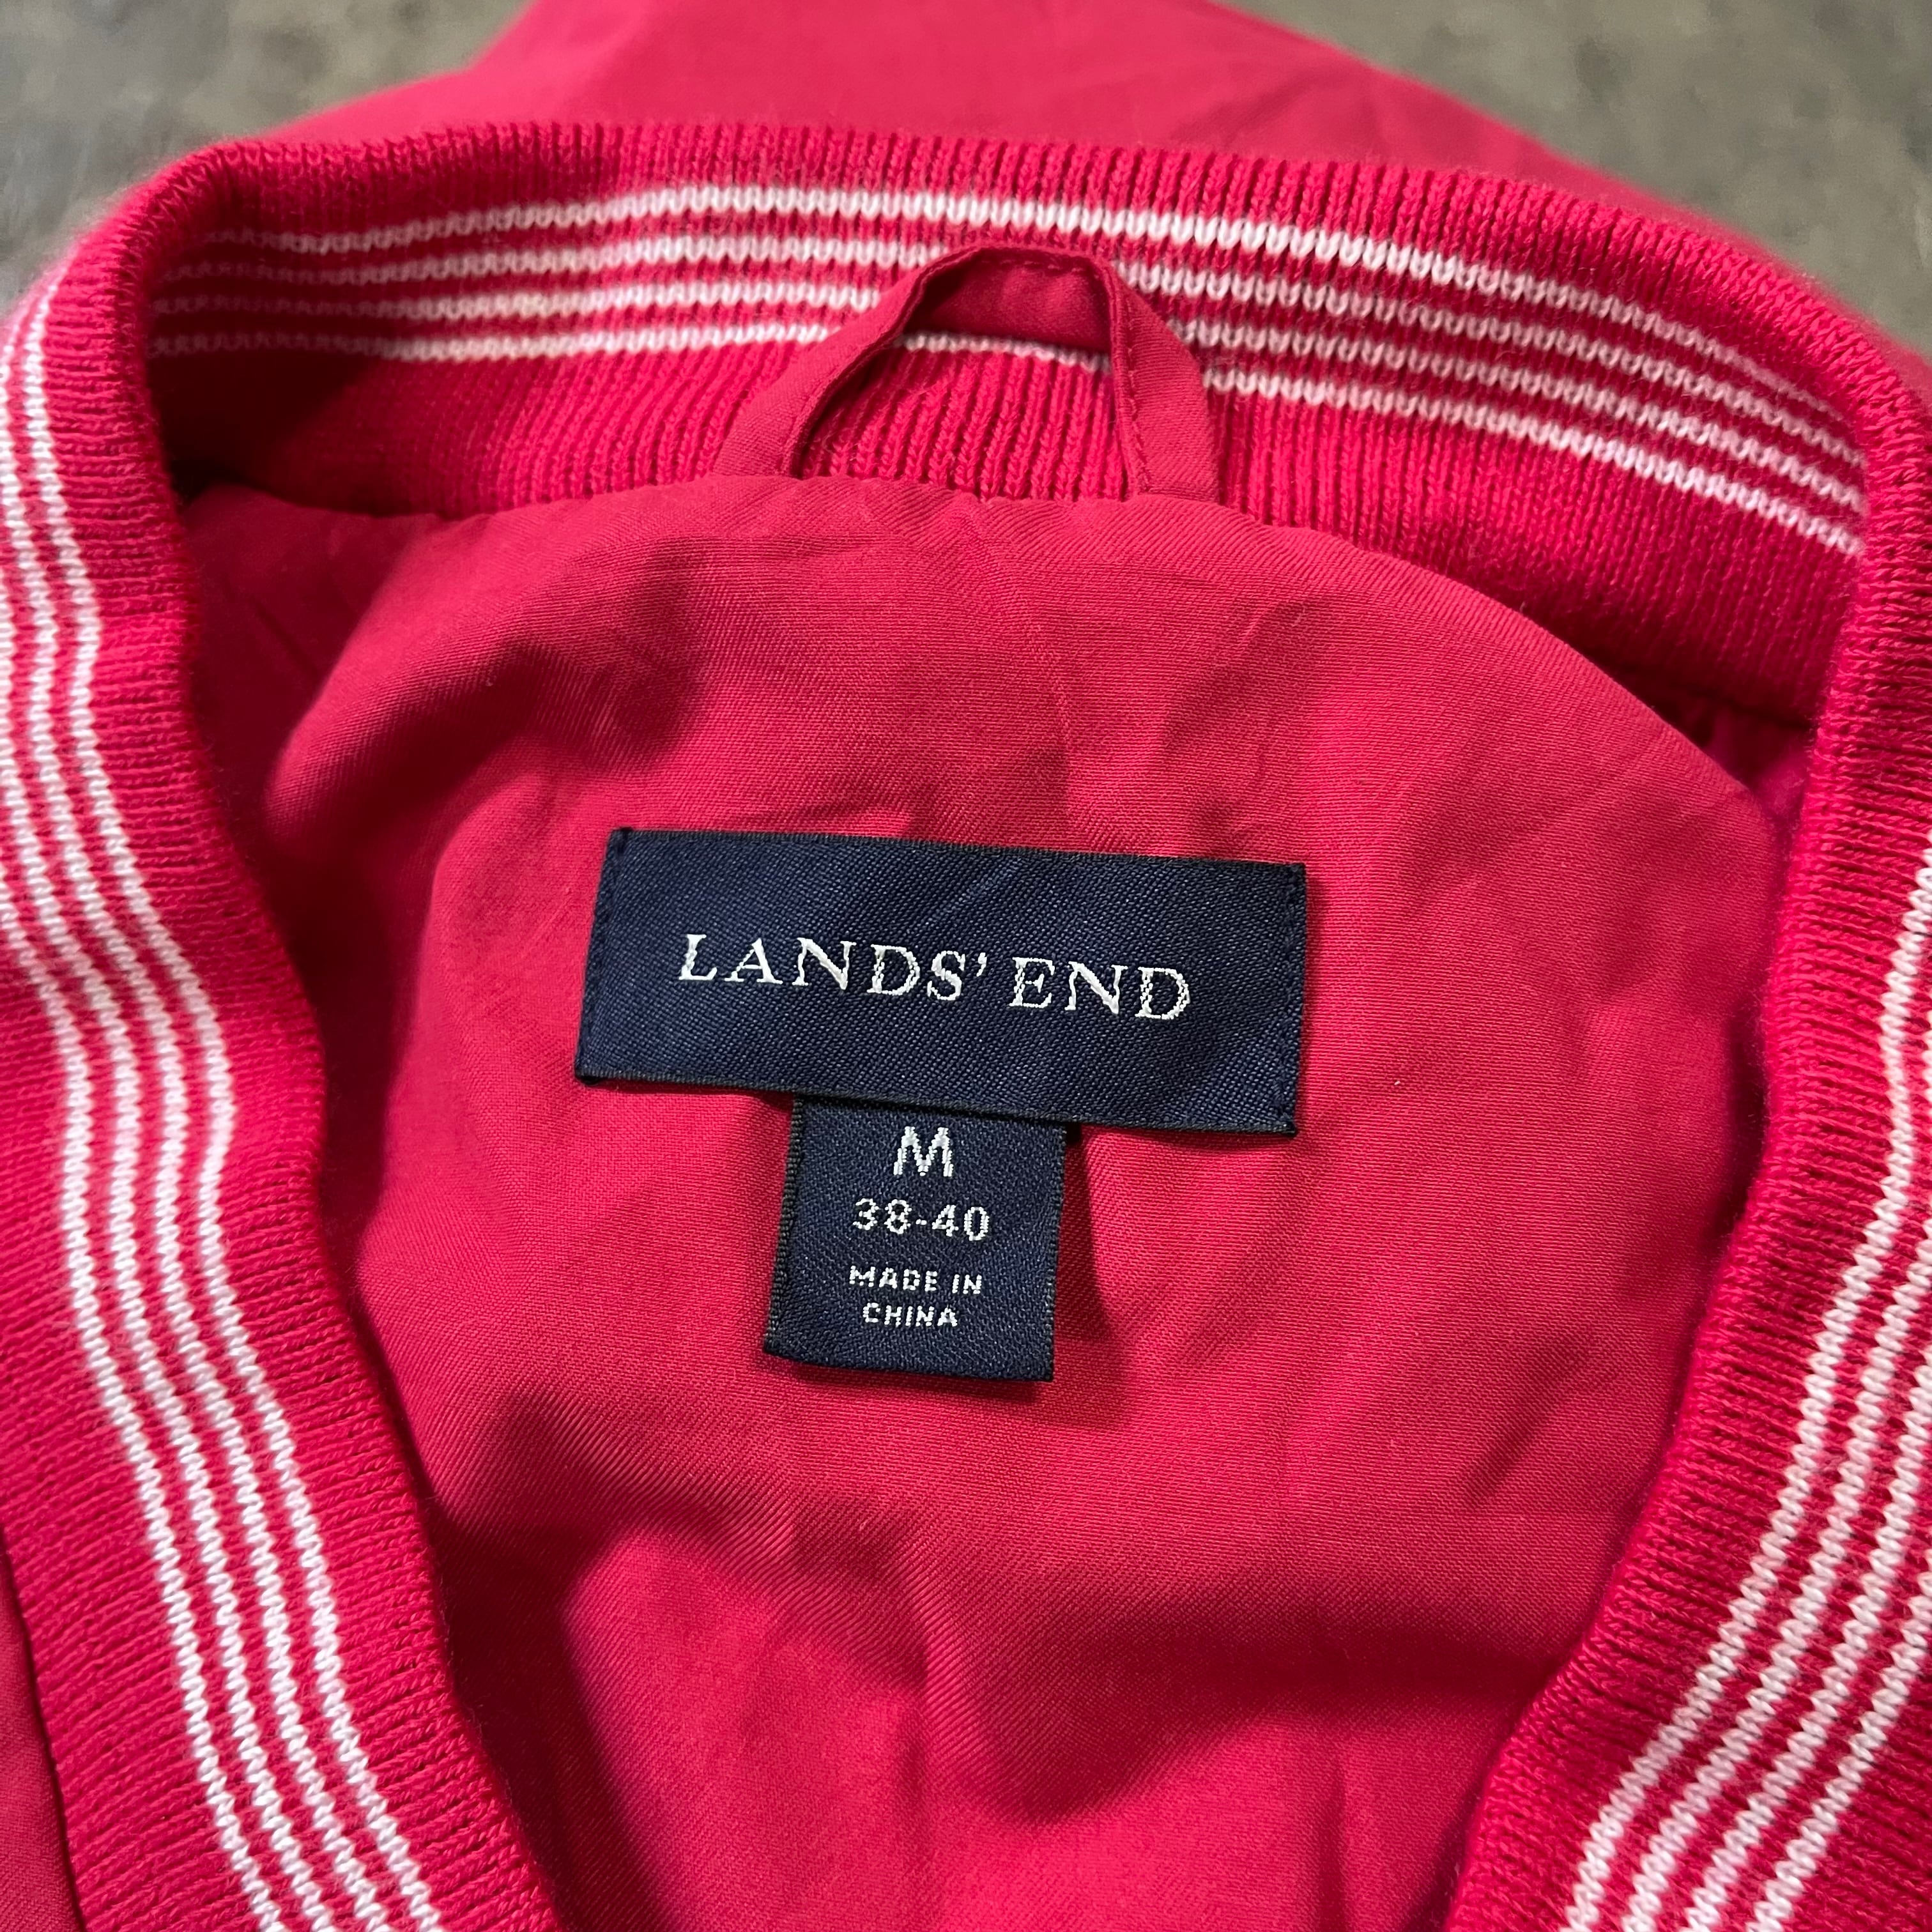 LANDS' END
M
38-40
MADE IN
CHINA